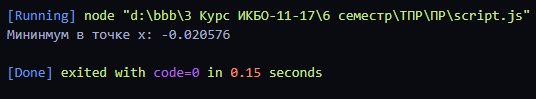 [Running] node "d:\bbb\3 Курс ИКБО-11-17\6 семестр\ТПР\ПР\script.js"
Мининмум в точке x: -0.020576
[Done] exited with code=0 in 0.15 seconds